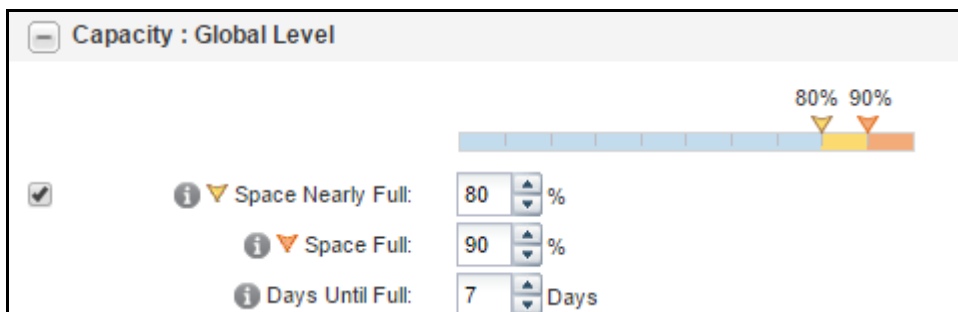 Capacity : Global Level
80% 90%
Space Nearly Full: 80 %
Space Full: 90 %
Days Until Full: 7 Days